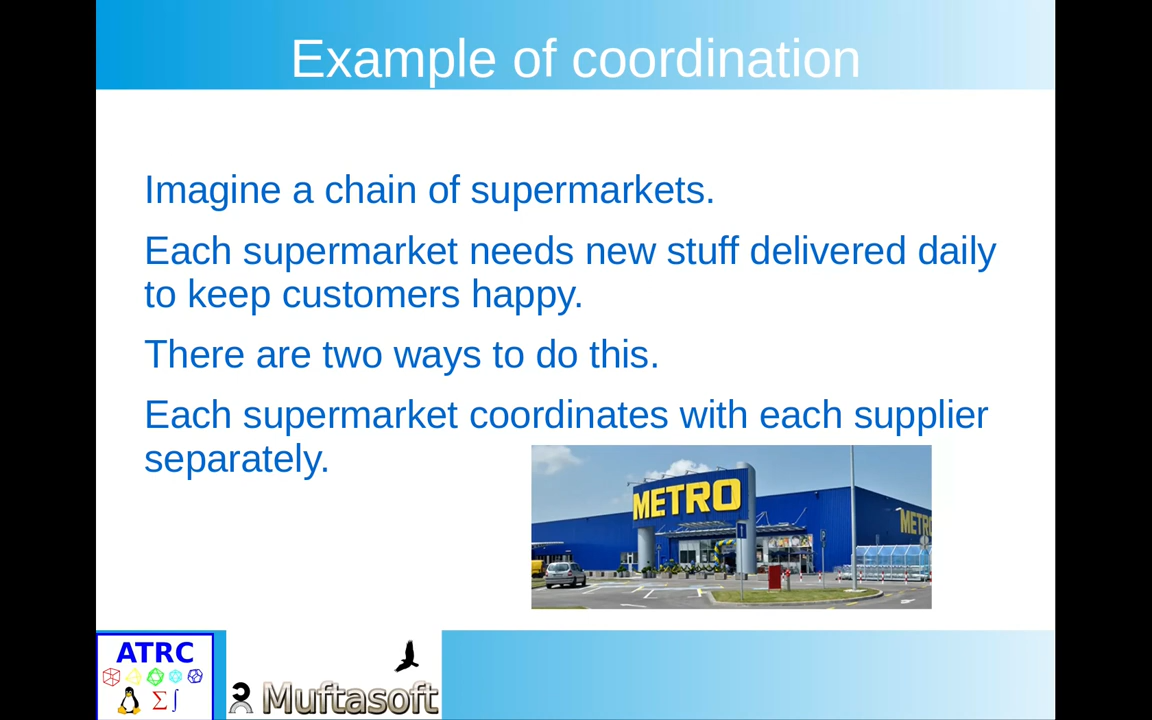 Example of coordination
Imagine a chain of supermarkets.
Each supermarket needs new stuff delivered daily
to keep customers happy.
There are two ways to do this.
Each supermarket coordinates with each supplier
separately.
METRO
METRO
ATRC
Σ∫
Muftasoft